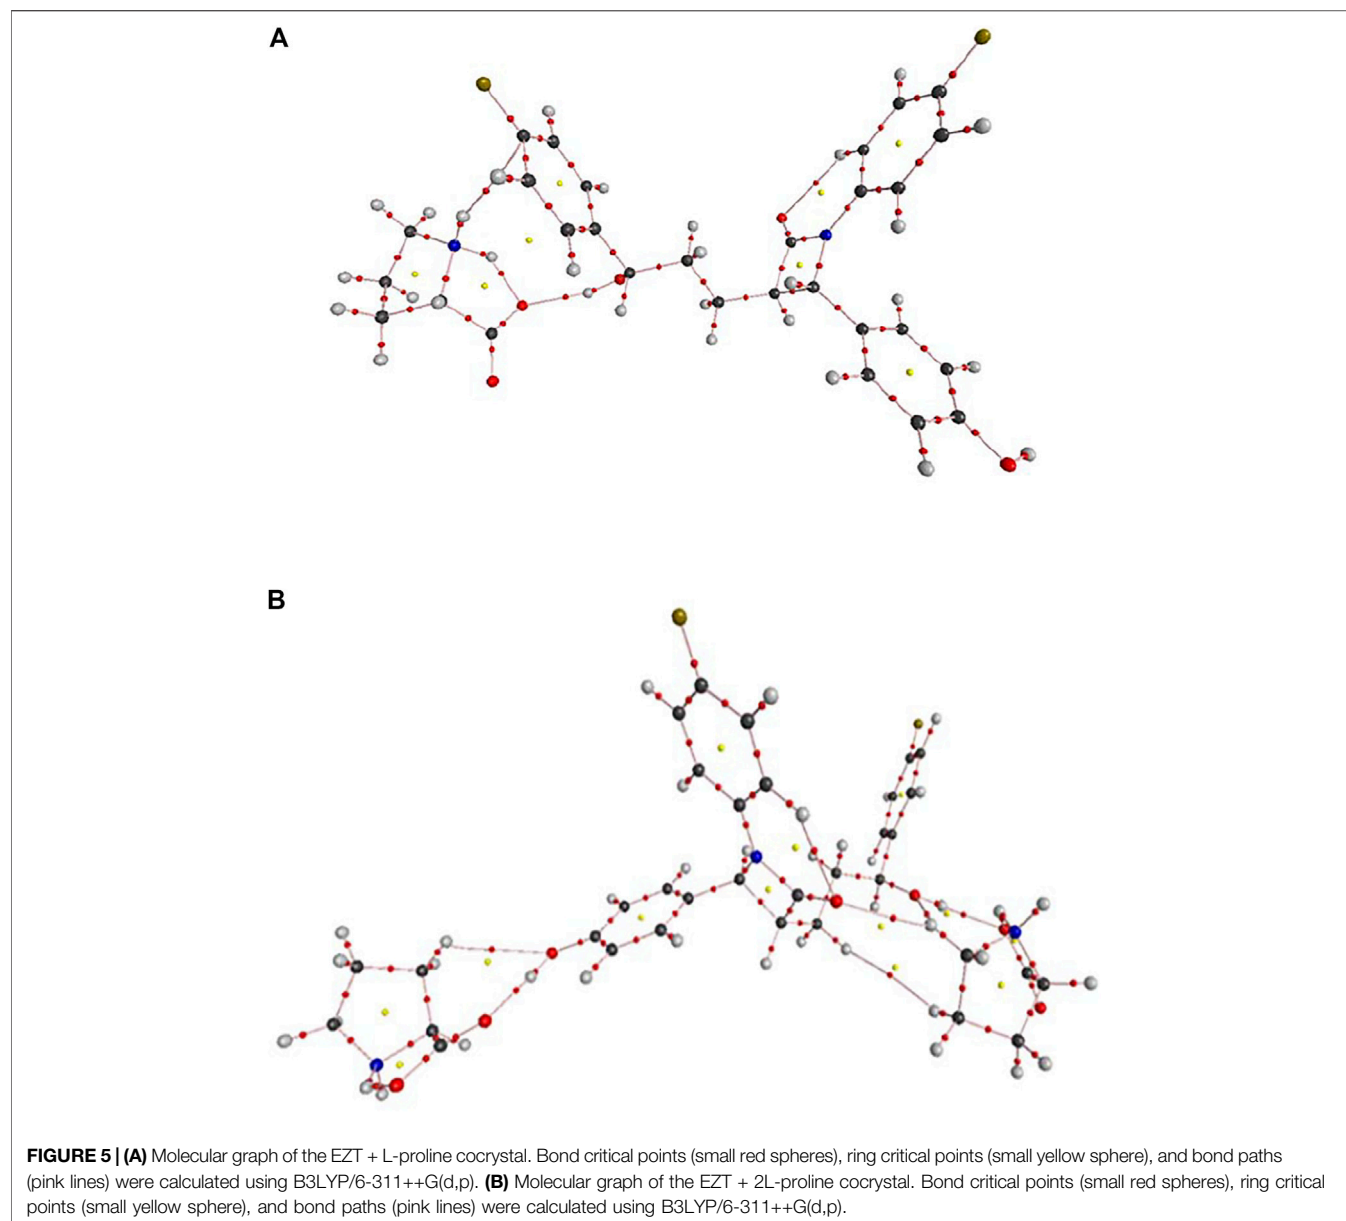 A
B
FIGURE 5 | (A) Molecular graph of the EZT + L-proline cocrystal. Bond critical points (small red spheres), ring critical points (small yellow sphere), and bond paths
(pink lines) were calculated using B3LYP/6-311++G(d,p). (B) Molecular graph of the EZT + 2L-proline cocrystal. Bond critical points (small red spheres), ring critical
points (small yellow sphere), and bond paths (pink lines) were calculated using B3LYP/6-311++G(d,p).